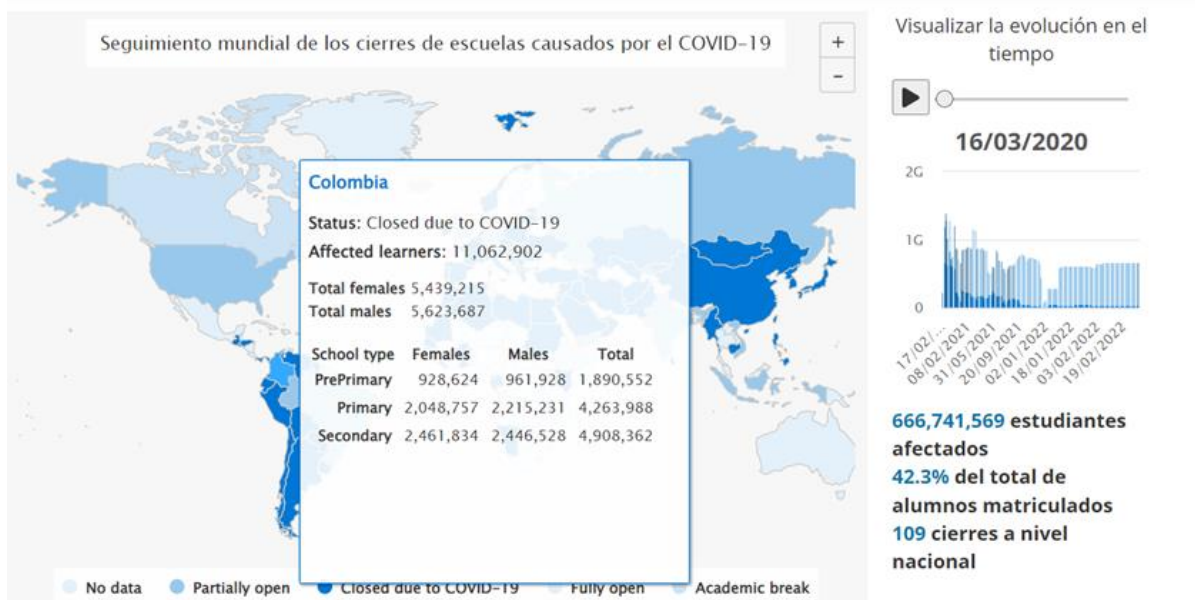 Seguimiento mundial de los cierres de escuelas causados por el COVID-19
+
-
Colombia
Status: Closed due to COVID-19
Affected learners: 11,062,902
Total females 5,439,215
Total males 5,623,687
School type Females Males Total
PrePrimary 928,624 961,928 1,890,552
Primary 2,048,757 2,215,231 4,263,988
Secondary 2,461,834 2,446,528 4,908,362
No data Partially open Closed due to COVID-19 Fully open Academic break
Visualizar la evolución en el
tiempo
16/03/2020
2G
1G
0
17/02/...
08/02/2021
31/05/2021
20/09/2021
02/01/2022
18/01/2022
03/02/2022
19/02/2022
666,741,569 estudiantes
afectados
42.3% del total de
alumnos matriculados
109 cierres a nivel
nacional